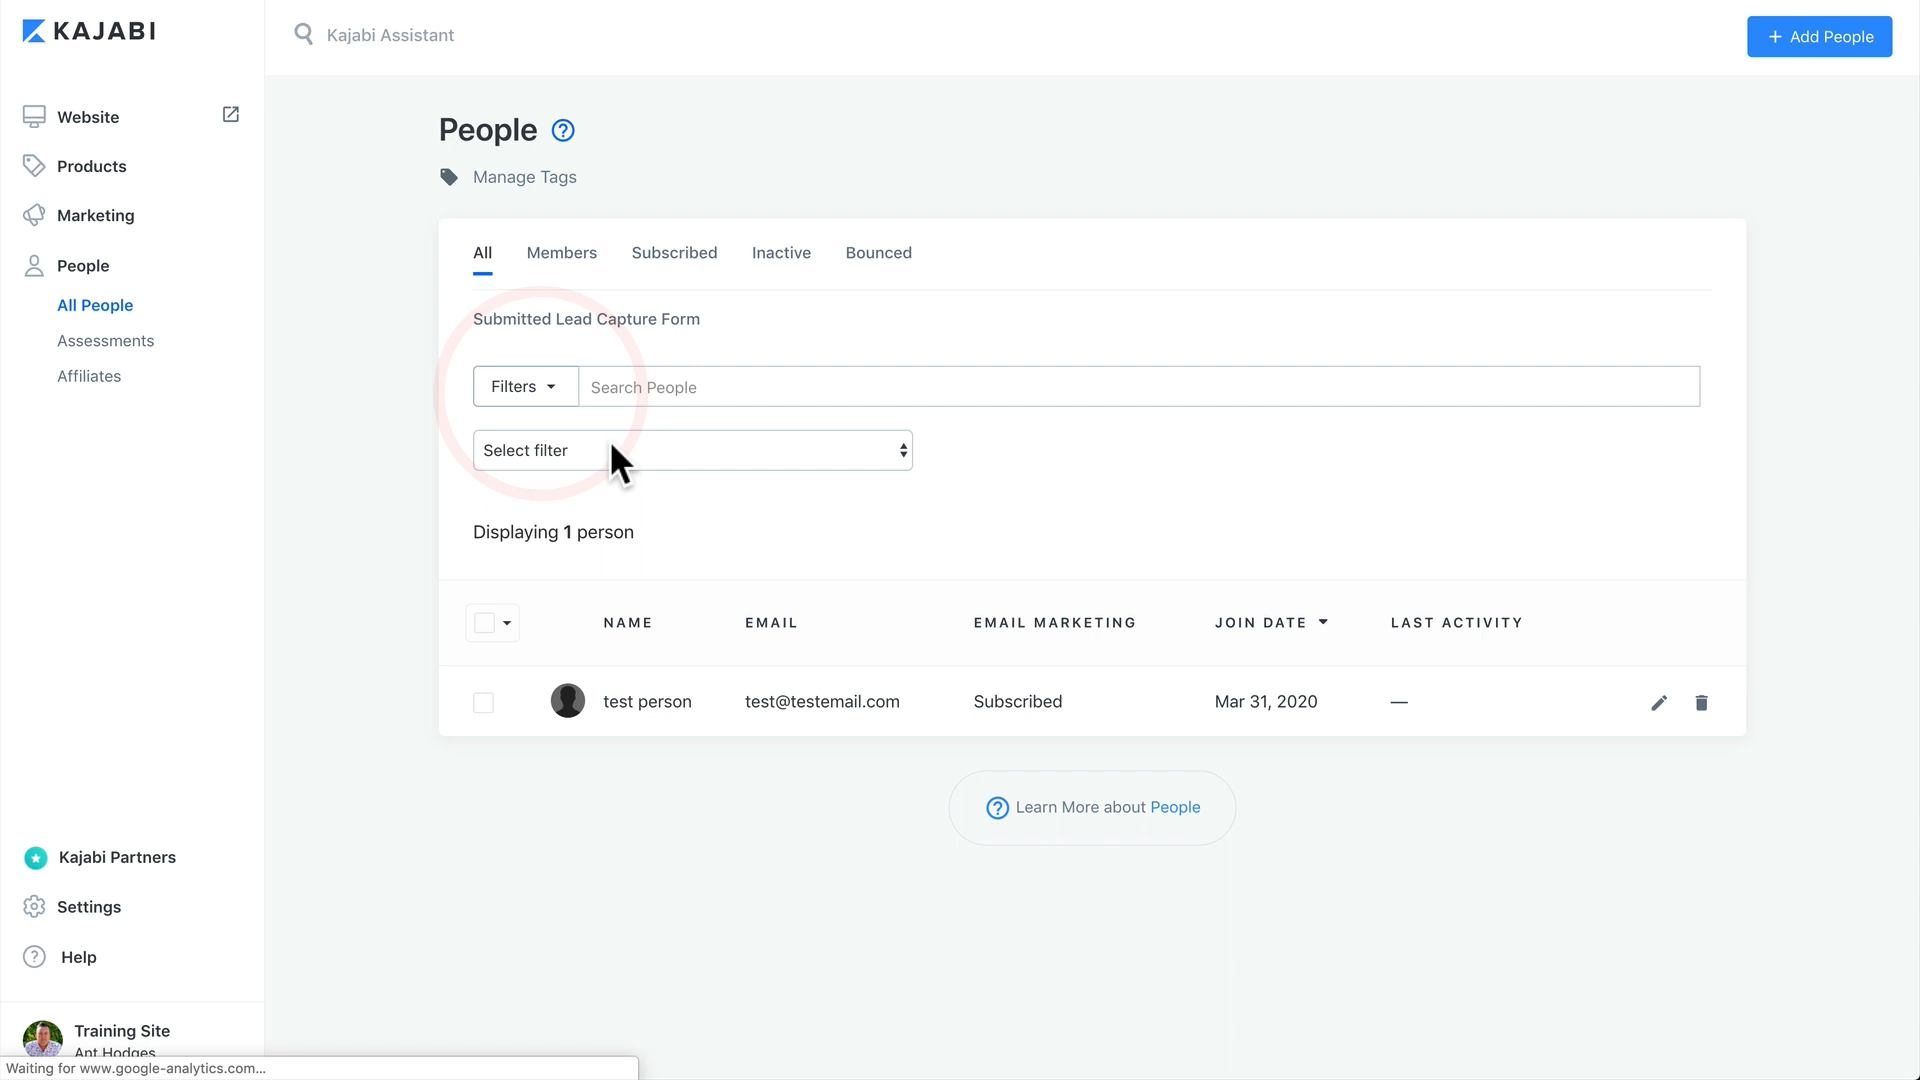 KAJABI
Kajabi Assistant
+ Add People
Website
Products
Marketing
People
All People
Assessments
Affiliates
People ?
Manage Tags
All Members Subscribed Inactive Bounced
Submitted Lead Capture Form
Filters Search People
Select filter
Displaying 1 person
NAME EMAIL EMAIL MARKETING JOIN DATE LAST ACTIVITY
test person test@testemail.com Subscribed Mar 31, 2020 —
? Learn More about People
Kajabi Partners
Settings
? Help
Training Site
Ant Hodges
Waiting for www.google-analytics.com...